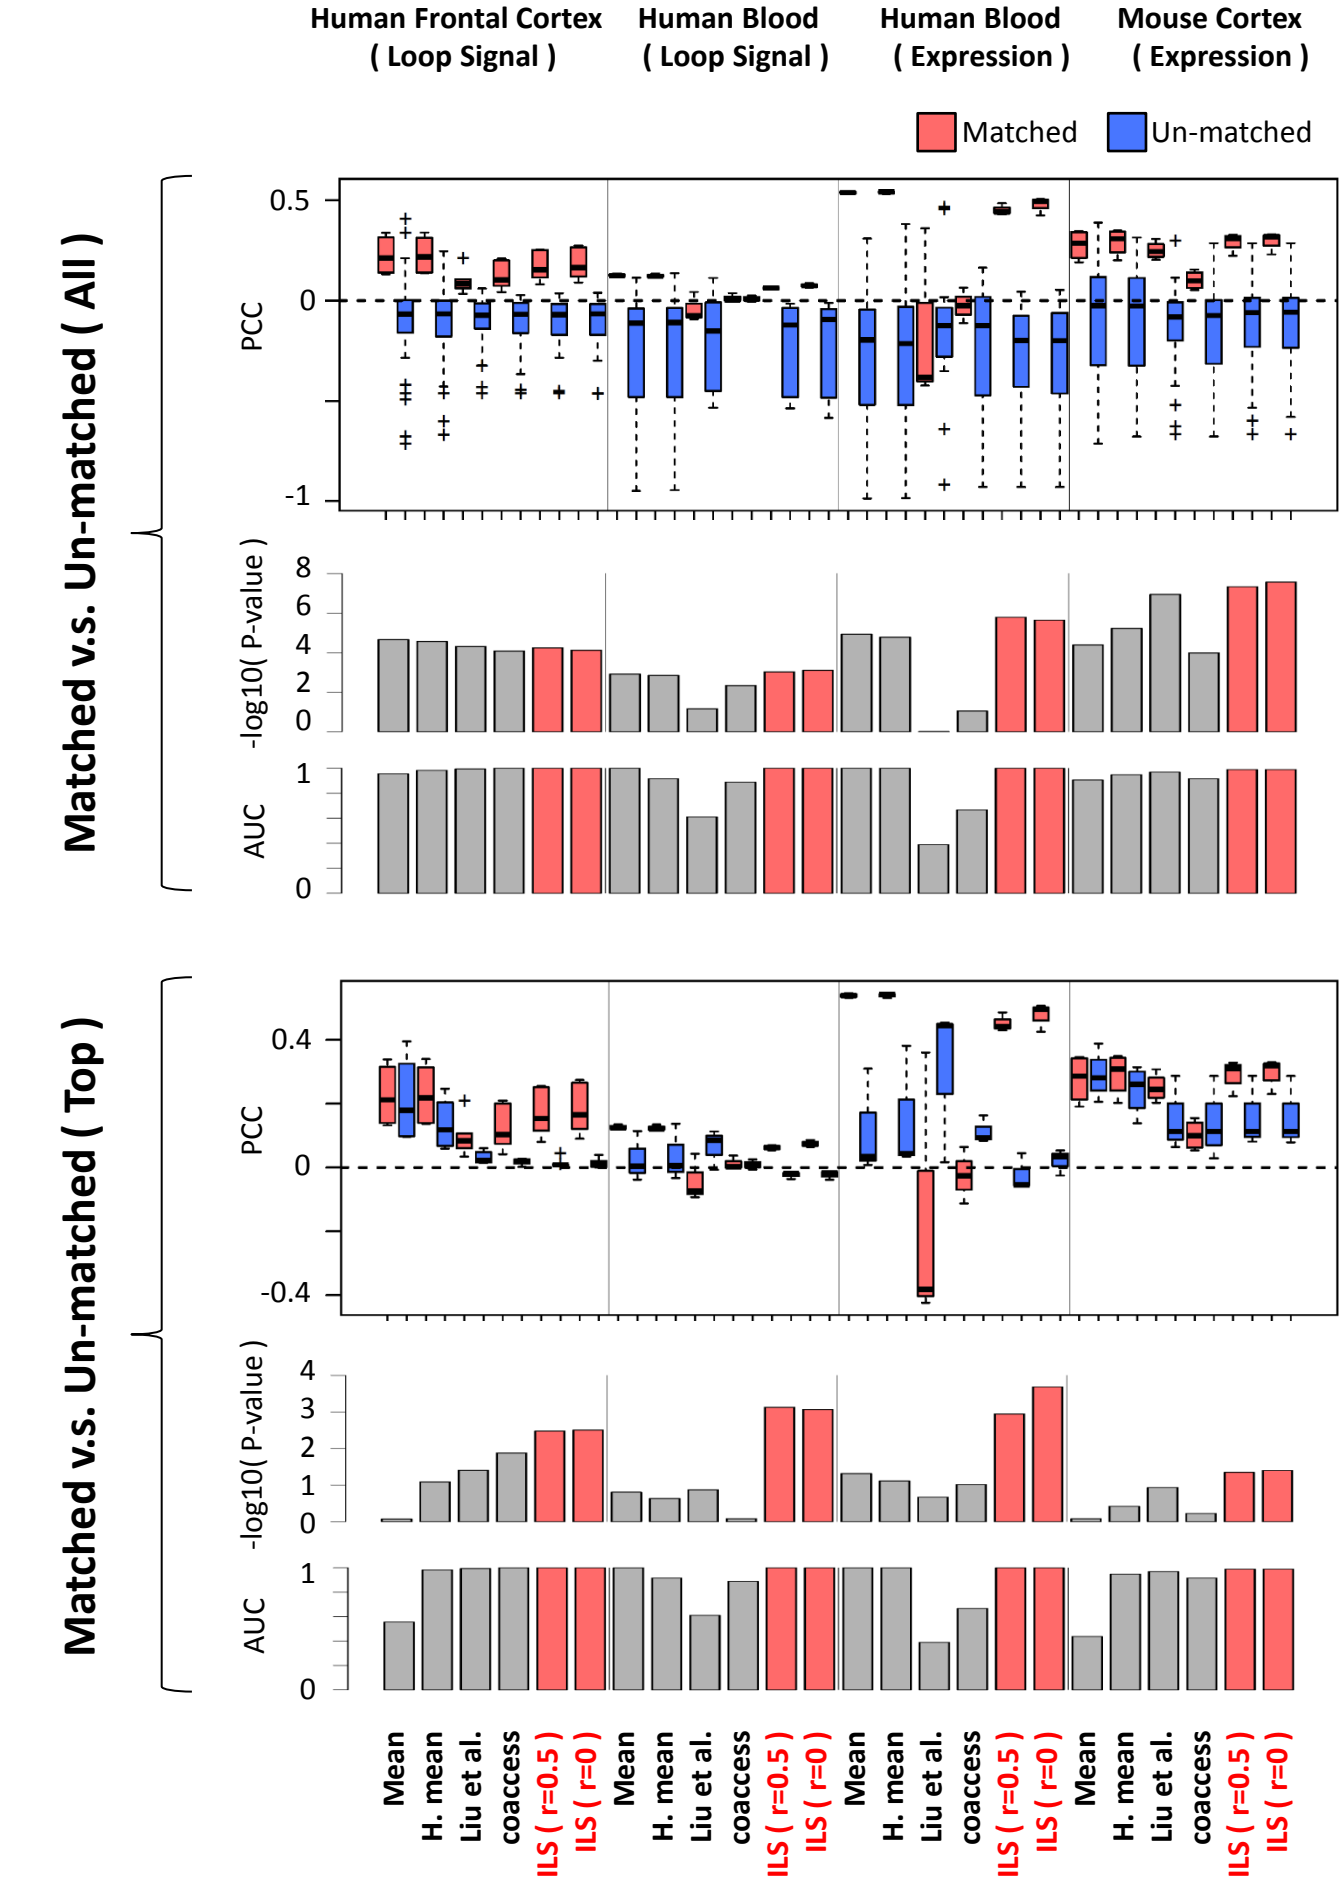 Human Frontal Cortex
( Loop Signal )
Human Blood
( Loop Signal )
Human Blood
( Expression )
Mouse Cortex
( Expression )
Matched
Un-matched
Matched v.s. Un-matched ( All )
PCC
0.5
0
-1
-log10( P-value )
8
6
4
2
0
AUC
1
0
Matched v.s. Un-matched ( Top )
PCC
0.4
0
-0.4
-log10( P-value )
4
3
2
1
0
AUC
1
0
Mean
H. mean
Liu et al.
coaccess
ILS ( r=0.5 )
ILS ( r=0 )
Mean
H. mean
Liu et al.
coaccess
ILS ( r=0.5 )
ILS ( r=0 )
Mean
H. mean
Liu et al.
coaccess
ILS ( r=0.5 )
ILS ( r=0 )
Mean
H. mean
Liu et al.
coaccess
ILS ( r=0.5 )
ILS ( r=0 )